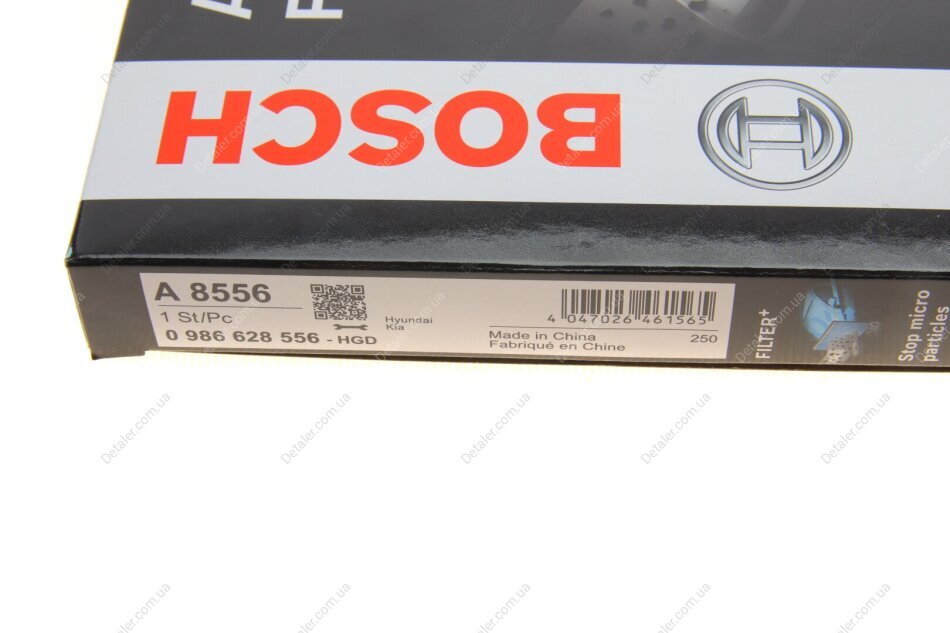 BOSCH
A 8556
1 St/Pc
0 986 628 556 - HGD
Hyundai
Kia
4 047026 461565
Made in China
Fabriqué en Chine
250
FILTER+
Stop micro
particles
Detaler.com.ua